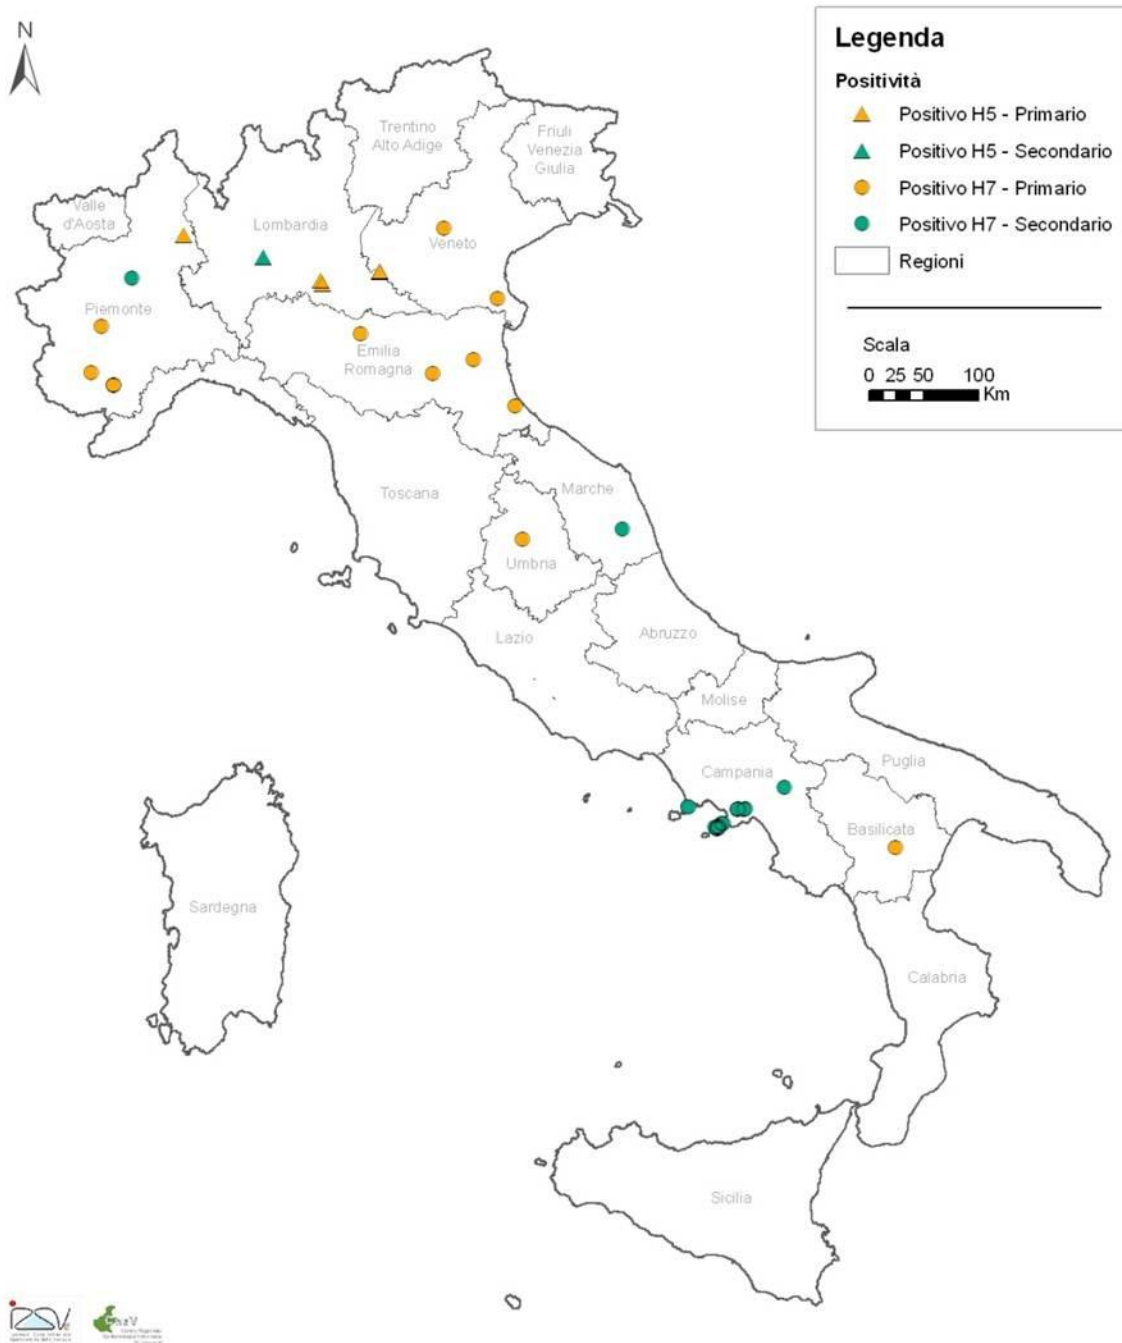 N
Legenda
Positività
Positivo H5 - Primario
Positivo H5 - Secondario
Positivo H7 - Primario
Positivo H7 - Secondario
Regioni
Scala
0 25 50 100
Km
Trentino
Alto Adige
Friuli
Venezia
Giulia
Valle
d'Aosta
Lombardia
Veneto
Piemonte
Emilia
Romagna
Toscana
Marche
Umbria
Lazio
Abruzzo
Molise
Campania
Puglia
Basilicata
Sardegna
Calabria
Sicilia